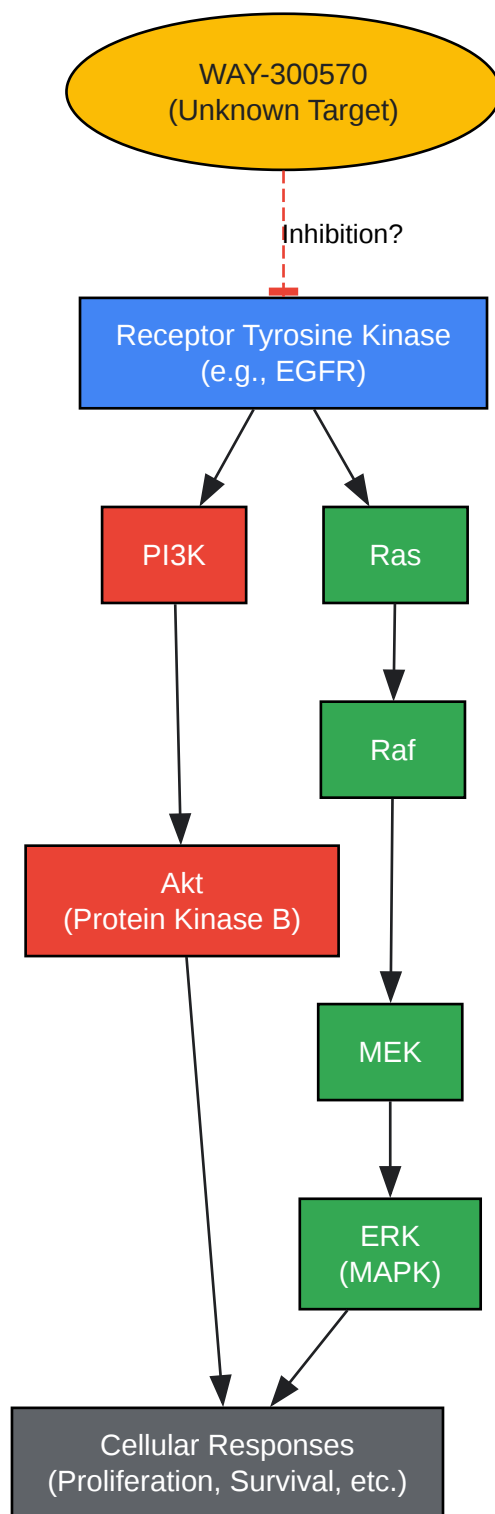 WAY-300570
(Unknown Target)
Inhibition?
Receptor Tyrosine Kinase
(e.g., EGFR)
PI3K
Ras
Raf
Akt
(Protein Kinase B)
MEK
ERK
(MAPK)
Cellular Responses
(Proliferation, Survival, etc.)